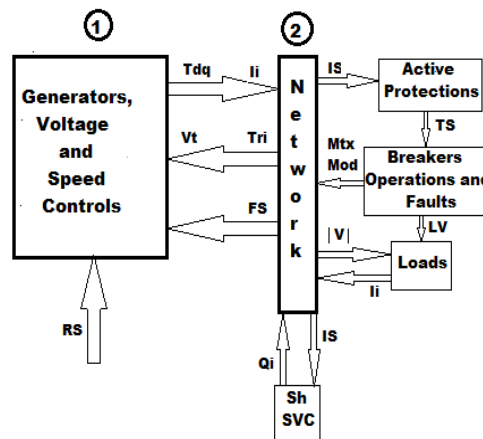 1
2
Tdq
Ii
IS
Active
Protections
Generators,
Voltage
and
Speed
Controls
Network
TS
Vt
Tri
Mtx
Mod
Breakers
Operations and
Faults
FS
LV
|V|
Loads
Ii
RS
Qi
IS
Sh
SVC